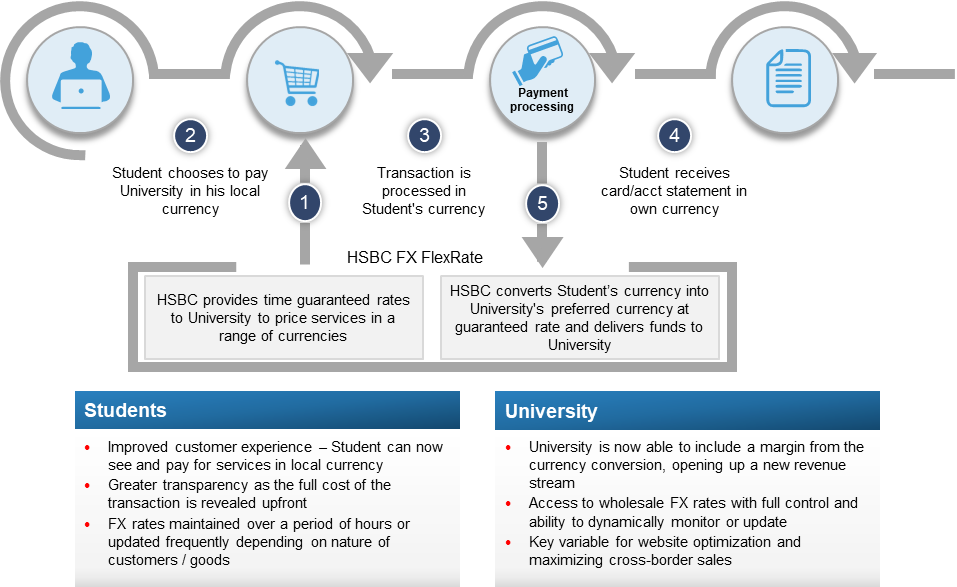 Payment
processing
2
Student chooses to pay
University in his local
currency
1
3
Transaction is
processed in
Student's currency
5
4
Student receives
card/acct statement in
own currency
HSBC FX FlexRate
HSBC provides time guaranteed rates
to University to price services in a
range of currencies
HSBC converts Student’s currency into
University's preferred currency at
guaranteed rate and delivers funds to
University
Students
• Improved customer experience – Student can now
see and pay for services in local currency
• Greater transparency as the full cost of the
transaction is revealed upfront
• FX rates maintained over a period of hours or
updated frequently depending on nature of
customers / goods
University
• University is now able to include a margin from the
currency conversion, opening up a new revenue
stream
• Access to wholesale FX rates with full control and
ability to dynamically monitor or update
• Key variable for website optimization and
maximizing cross-border sales